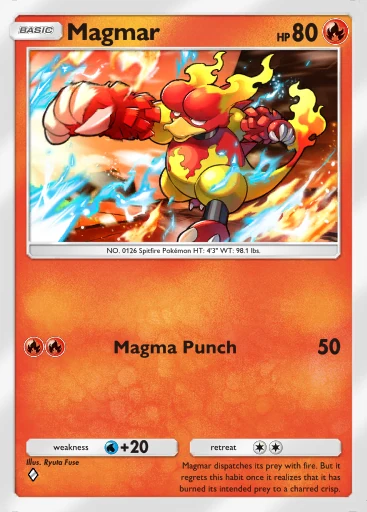 BASIC Magmar HP 80
NO. 0126 Spitfire Pokémon HT: 4'3" WT: 98.1 lbs.
Magma Punch 50
weakness +20 retreat
Illus. Ryuta Fuse
Magmar dispatches its prey with fire. But it
regrets this habit once it realizes that it has
burned its intended prey to a charred crisp.